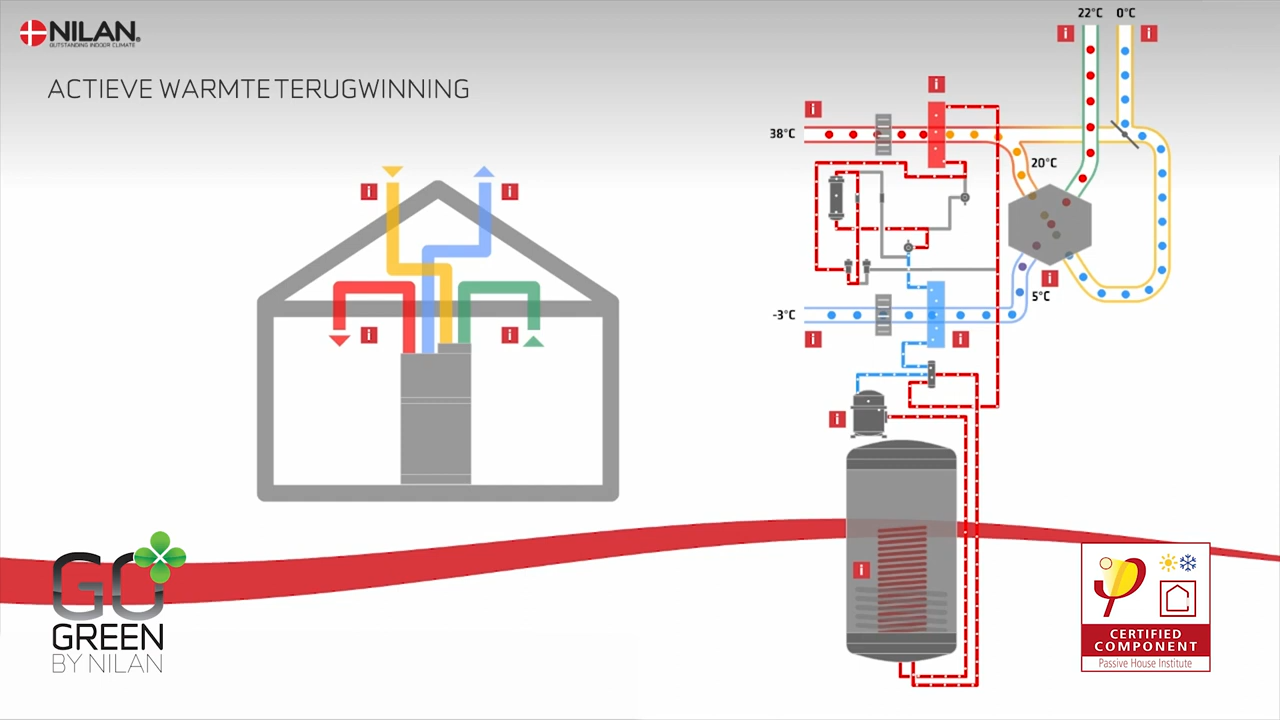 NILAN
OUTSTANDING INDOOR CLIMATE
ACTIEVE WARMTETERUGWINNING
22°C
0°C
38°C
20°C
5°C
-3°C
i
i
i
i
i
i
i
i
i
i
i
i
i
GO
GREEN
BY NILAN
CERTIFIED
COMPONENT
Passive House Institute